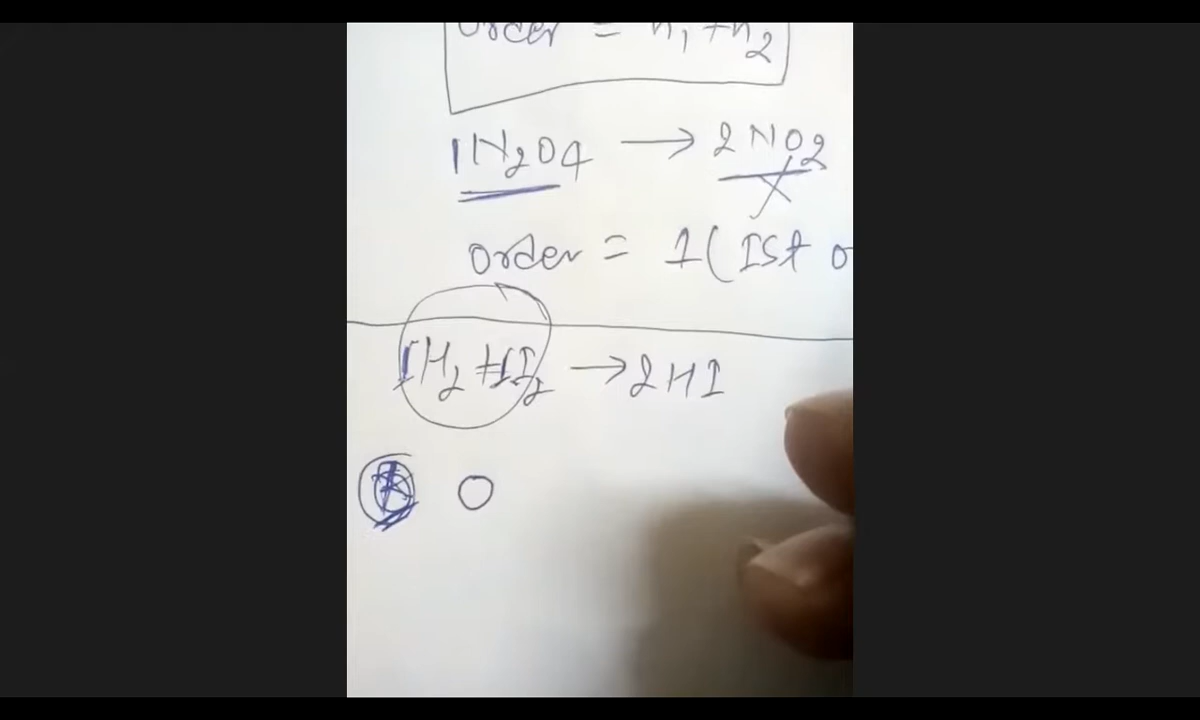 order = n₁ + n₂
1N₂O₄ → 2NO₂
order = 1 (Ist o
1H₂ + 1I₂ → 2HI
O